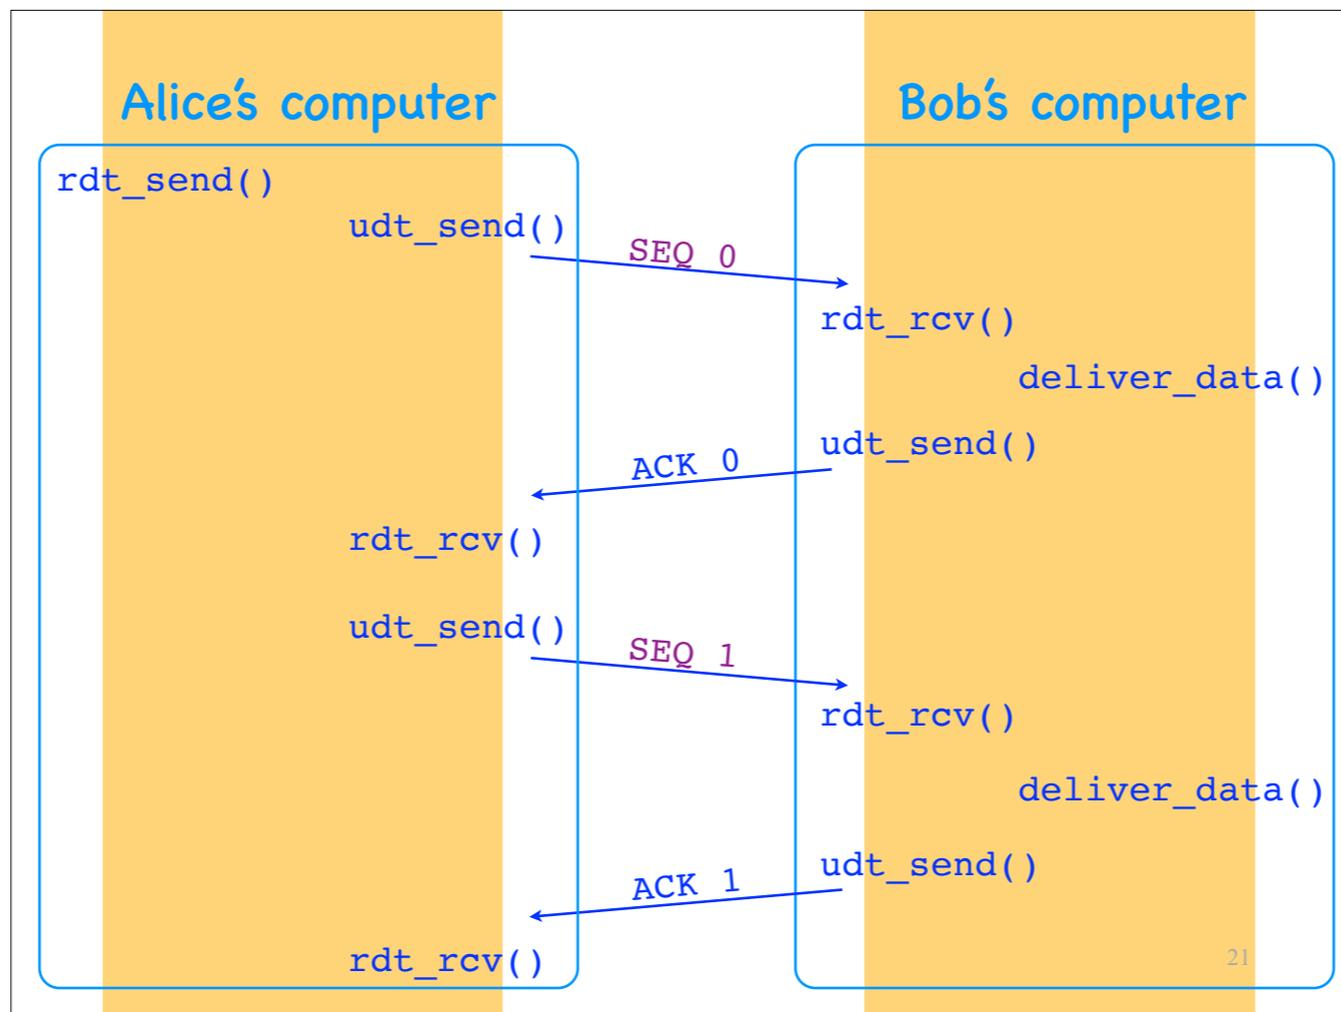 Alice's computer
Bob's computer
rdt_send()
udt_send()
SEQ 0
rdt_rcv()
deliver_data()
udt_send()
ACK 0
rdt_rcv()
udt_send()
SEQ 1
rdt_rcv()
deliver_data()
udt_send()
ACK 1
rdt_rcv()
21